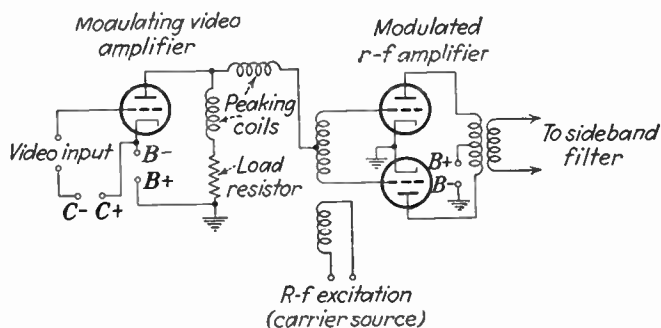 Moaulating video
amplifier
Modulated
r-f amplifier
Peaking
coils
Video input
B-
B+
Load
resistor
C- C+
B+
B-
To sideband
filter
R-f excitation
(carrier source)